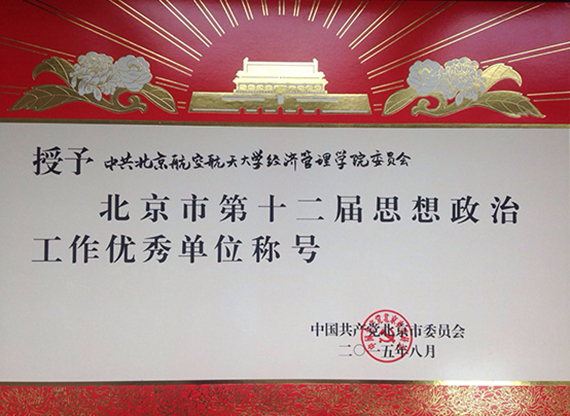 授予 中共北京航空航天大学经济管理学院委员会
北京市第十二届思想政治
工作优秀单位称号
中国共产党北京市委员会
二〇一五年八月